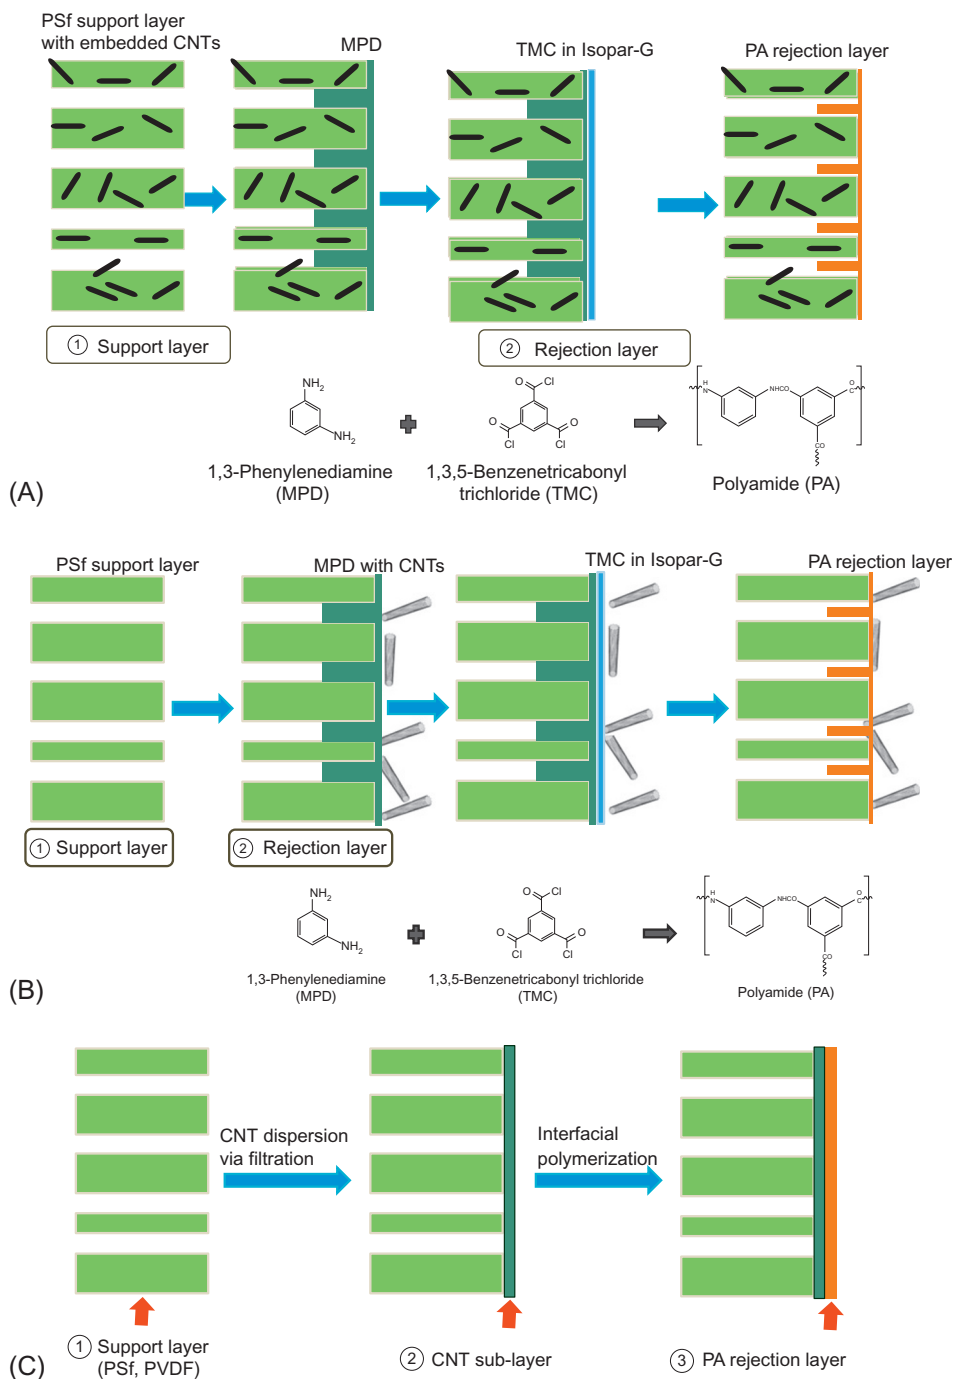 PSf support layer
with embedded CNTs
MPD
TMC in Isopar-G
PA rejection layer
① Support layer
② Rejection layer
NH2
NH2
O
Cl
O
Cl
O
Cl
H
N
NHCO
O
C
CO
1,3-Phenylenediamine
(MPD)
1,3,5-Benzenetricabonyl
trichloride (TMC)
Polyamide (PA)
(A)
PSf support layer
MPD with CNTs
TMC in Isopar-G
PA rejection layer
① Support layer
② Rejection layer
NH2
NH2
O
Cl
O
Cl
O
Cl
H
N
NHCO
O
C
CO
1,3-Phenylenediamine
(MPD)
1,3,5-Benzenetricabonyl trichloride
(TMC)
Polyamide (PA)
(B)
CNT dispersion
via filtration
Interfacial
polymerization
① Support layer
(PSf, PVDF)
② CNT sub-layer
③ PA rejection layer
(C)